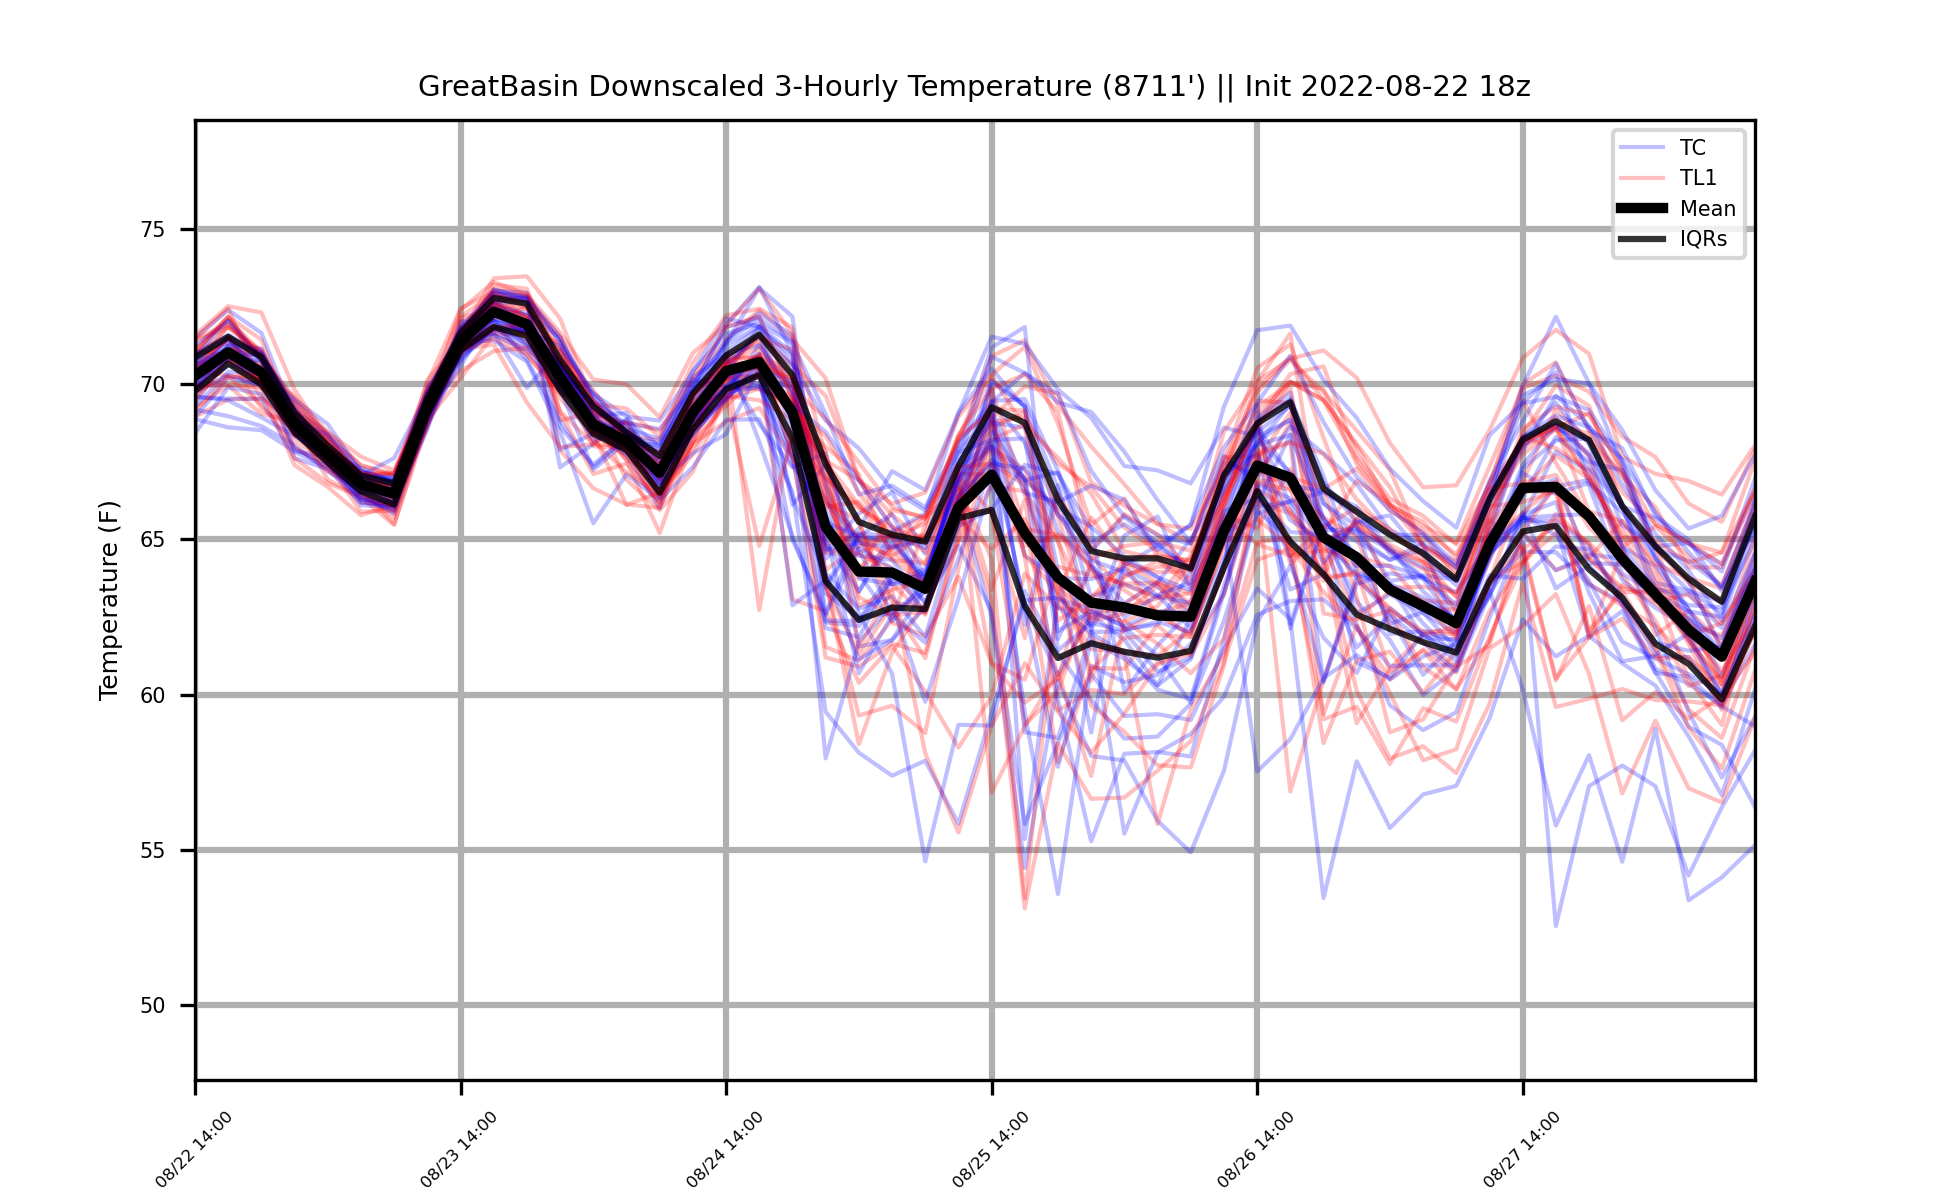 GreatBasin Downscaled 3-Hourly Temperature (8711') || Init 2022-08-22 18z
TC
TL1
Mean
IQRs
Temperature (F)
75
70
65
60
55
50
08/22 14:00
08/23 14:00
08/24 14:00
08/25 14:00
08/26 14:00
08/27 14:00